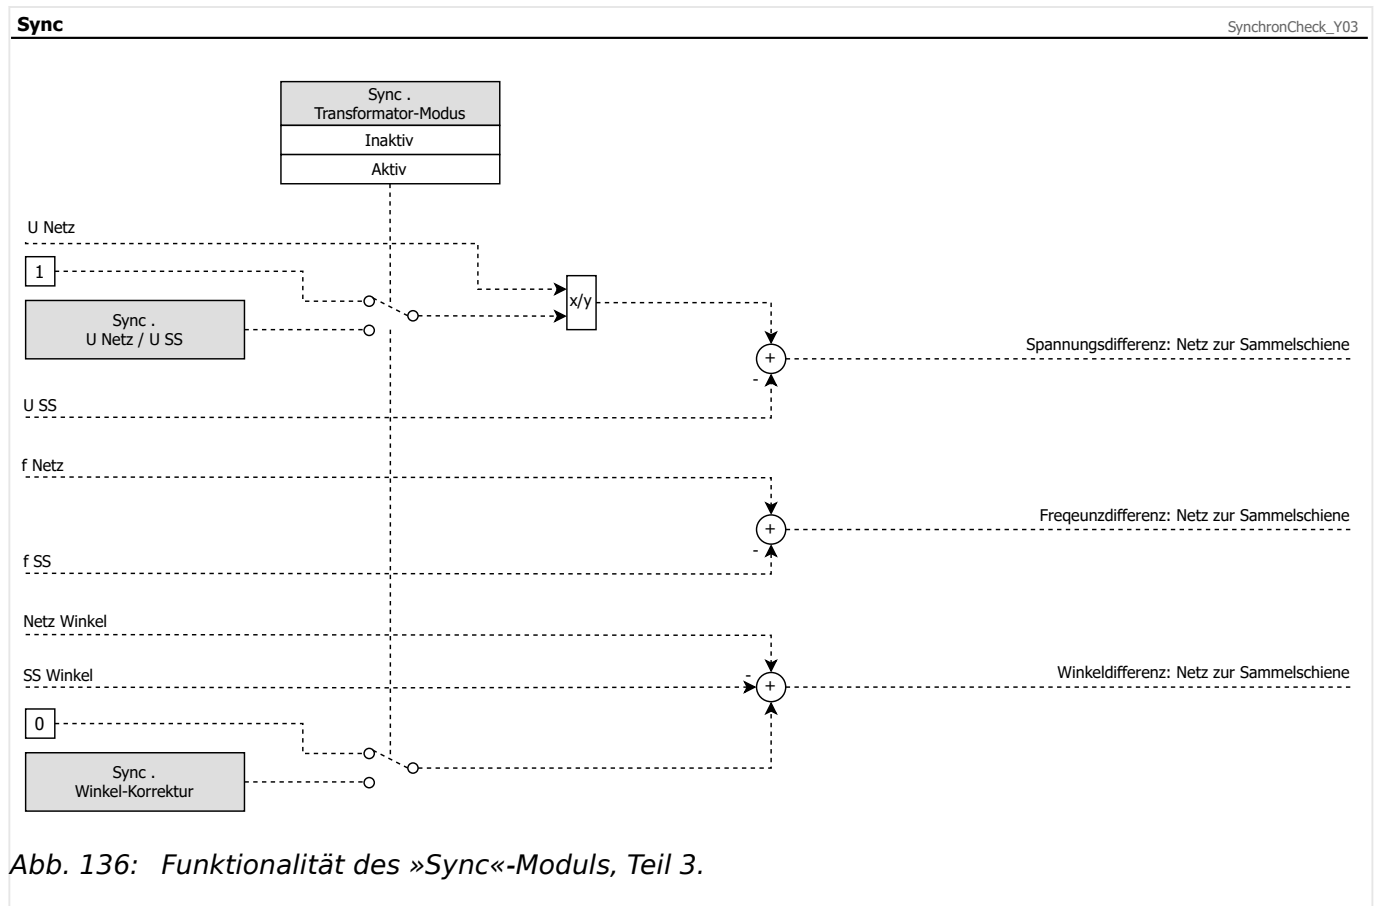 Sync
SynchronCheck_Y03
Sync .
Transformator-Modus
Inaktiv
Aktiv
U Netz
1
Sync .
U Netz / U SS
x/y
+
-
Spannungsdifferenz: Netz zur Sammelschiene
U SS
f Netz
+
-
Freqeunzdifferenz: Netz zur Sammelschiene
f SS
Netz Winkel
SS Winkel
-
+
Winkeldifferenz: Netz zur Sammelschiene
0
Sync .
Winkel-Korrektur
Abb. 136: Funktionalität des »Sync«-Moduls, Teil 3.